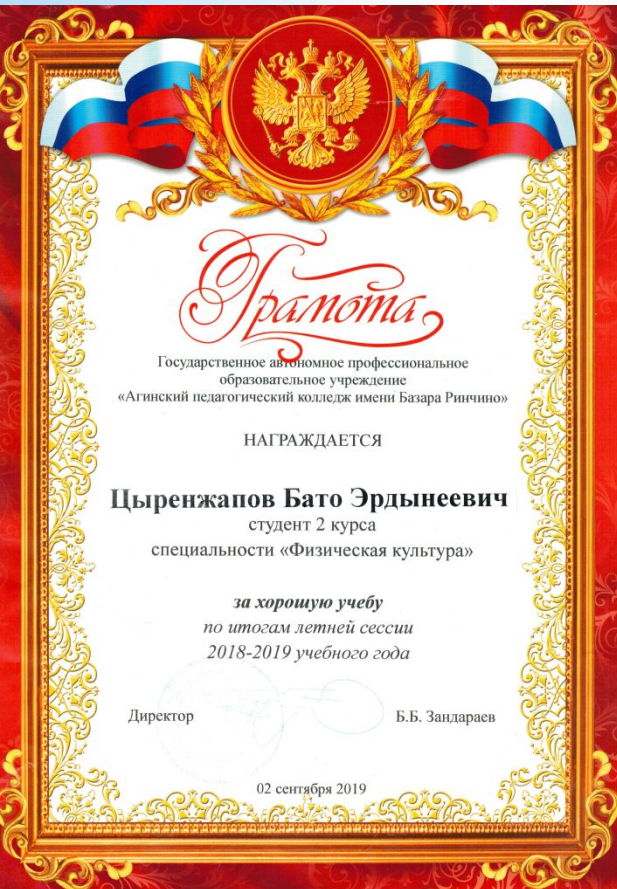 Грамота
Государственное автономное профессиональное
образовательное учреждение
«Агинский педагогический колледж имени Базара Ринчино»
НАГРАЖДАЕТСЯ
Цыренжапов Бато Эрдынеевич
студент 2 курса
специальности «Физическая культура»
за хорошую учебу
по итогам летней сессии
2018-2019 учебного года
Директор Б.Б. Зандараев
02 сентября 2019